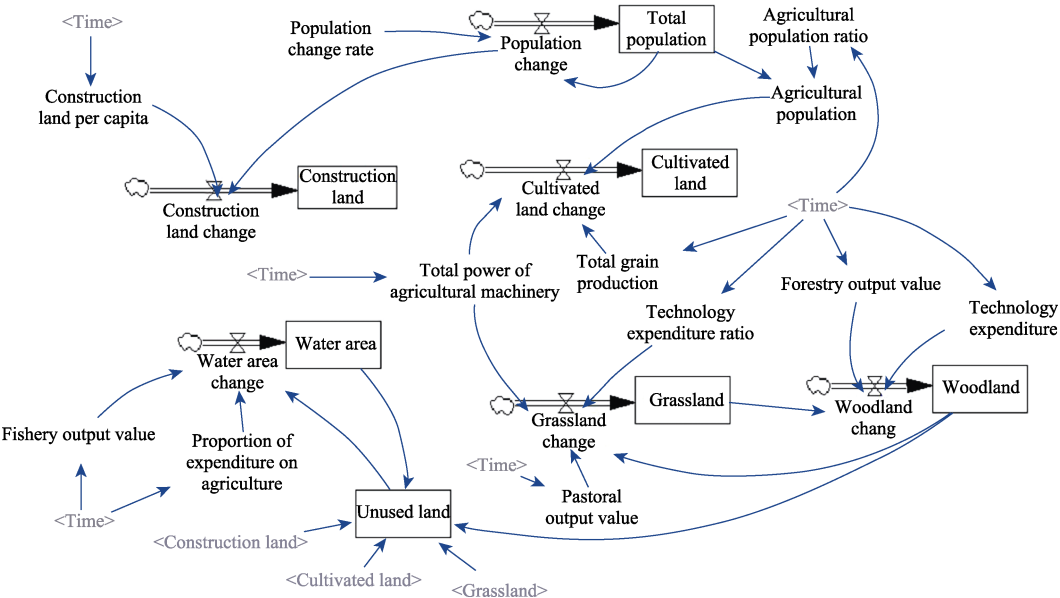 <Time>
Population
change rate
Population
change
Total
population
Agricultural
population ratio
Construction
land per capita
Agricultural
population
Construction
land
Construction
land change
Cultivated
land
Cultivated
land change
<Time>
<Time>
Total power of
agricultural machinery
Total grain
production
Forestry output value
Technology
expenditure ratio
Technology
expenditure
Water area
Water area
change
Grassland
Grassland
change
Woodland
Woodland
chang
Fishery output value
Proportion of
expenditure on
agriculture
<Time>
Pastoral
output value
<Time>
Unused land
<Construction land>
<Cultivated land>
<Grassland>